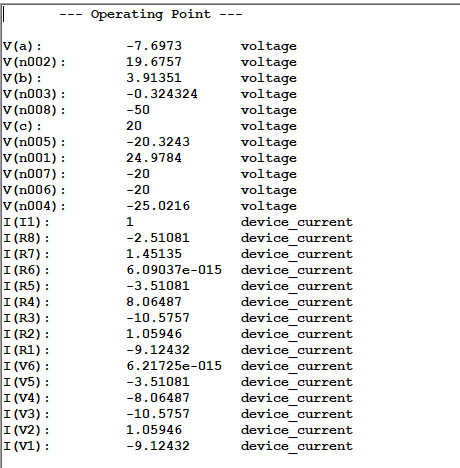 --- Operating Point ---
V(a): -7.6973 voltage
V(n002): 19.6757 voltage
V(b): 3.91351 voltage
V(n003): -0.324324 voltage
V(n008): -50 voltage
V(c): 20 voltage
V(n005): -20.3243 voltage
V(n001): 24.9784 voltage
V(n007): -20 voltage
V(n006): -20 voltage
V(n004): -25.0216 voltage
I(I1): 1 device_current
I(R8): -2.51081 device_current
I(R7): 1.45135 device_current
I(R6): 6.09037e-015 device_current
I(R5): -3.51081 device_current
I(R4): 8.06487 device_current
I(R3): -10.5757 device_current
I(R2): 1.05946 device_current
I(R1): -9.12432 device_current
I(V6): 6.21725e-015 device_current
I(V5): -3.51081 device_current
I(V4): -8.06487 device_current
I(V3): -10.5757 device_current
I(V2): 1.05946 device_current
I(V1): -9.12432 device_current